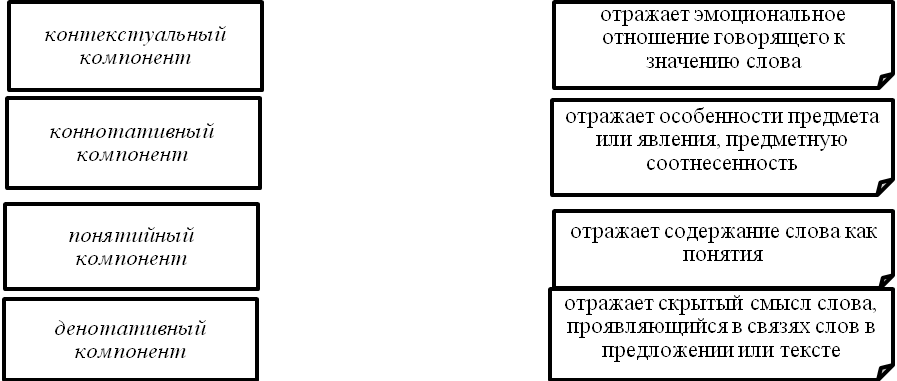 контекстуальный
компонент
отражает эмоциональное
отношение говорящего к
значению слова
коннотативный
компонент
отражает особенности предмета
или явления, предметную
соотнесенность
понятийный
компонент
отражает содержание слова как
понятия
денотативный
компонент
отражает скрытый смысл слова,
проявляющийся в связях слов в
предложении или тексте